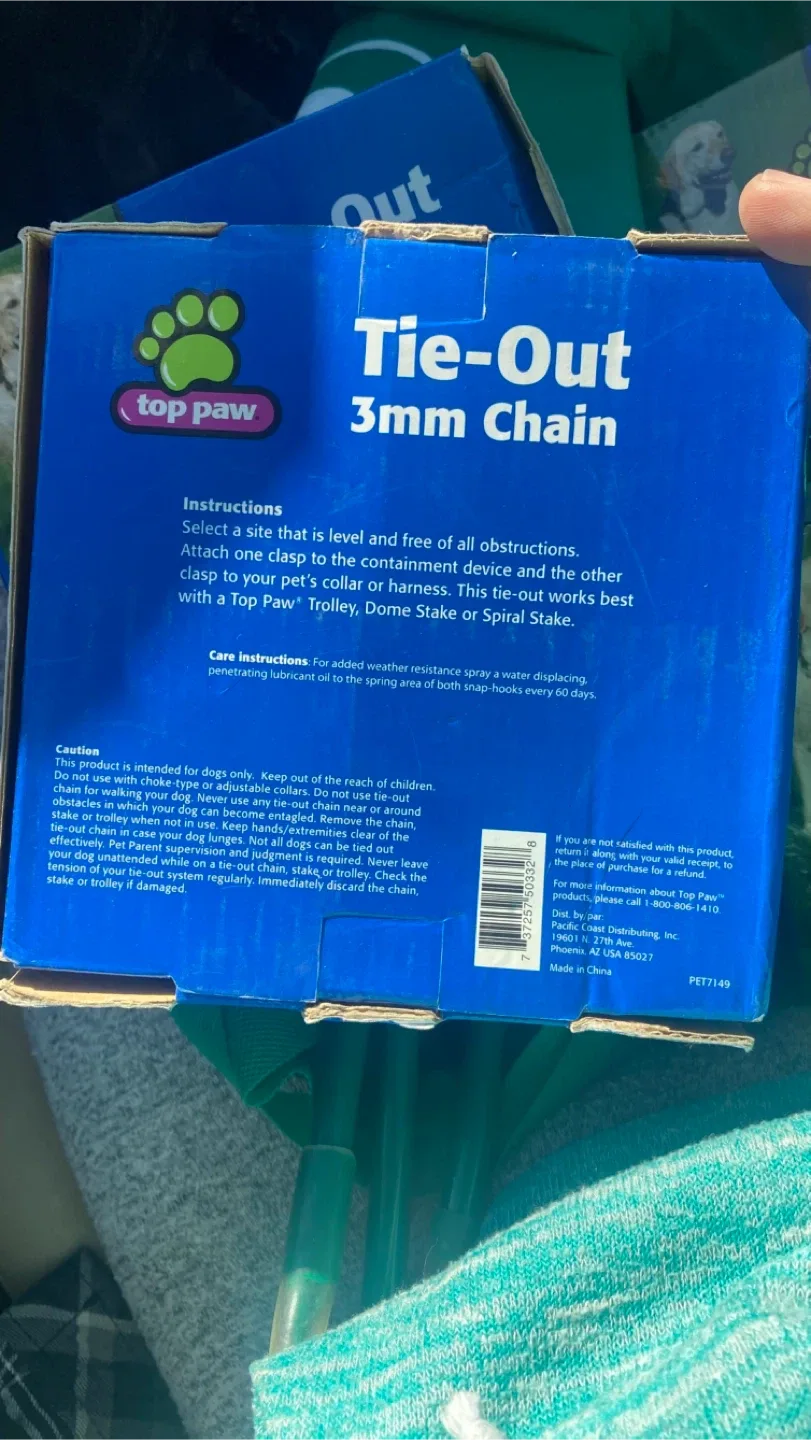 Out
top paw
Tie-Out
3mm Chain
Instructions
Select a site that is level and free of all obstructions.
Attach one clasp to the containment device and the other
clasp to your pet's collar or harness. This tie-out works best
with a Top Paw® Trolley, Dome Stake or Spiral Stake.
Care instructions: For added weather resistance spray a water displacing,
penetrating lubricant oil to the spring area of both snap-hooks every 60 days.
Caution
This product is intended for dogs only. Keep out of the reach of children.
Do not use with choke-type or adjustable collars. Do not use tie-out
chain for walking your dog. Never use any tie-out chain near or around
obstacles in which your dog can become entagled. Remove the chain,
stake or trolley when not in use. Keep hands/extremities clear of the
tie-out chain in case your dog lunges. Not all dogs can be tied out
effectively. Pet Parent supervision and judgment is required. Never leave
your dog unattended while on a tie-out chain, stake or trolley. Check the
tension of your tie-out system regularly. Immediately discard the chain,
stake or trolley if damaged.
7 37257 50332 8
If you are not satisfied with this product,
return it along with your valid receipt, to
the place of purchase for a refund.
For more information about Top Paw™
products, please call 1-800-806-1410.
Dist. by/par:
Pacific Coast Distributing, Inc.
19601 N. 27th Ave.
Phoenix, AZ USA 85027
Made in China
PET7149